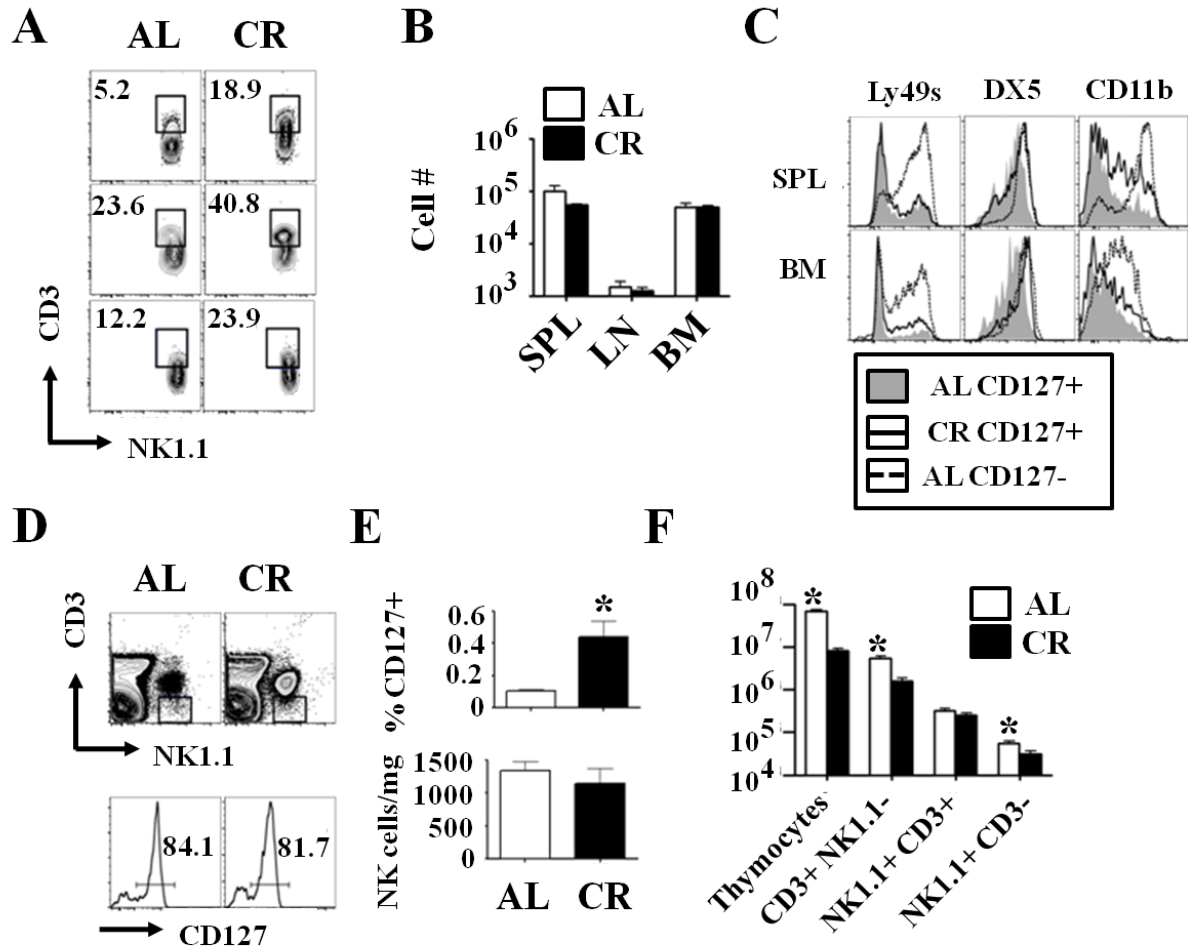 A
AL CR
5.2 18.9
23.6 40.8
12.2 23.9
CD3
NK1.1
B
AL
CR
Cell #
10^6
10^5
10^4
10^3
SPL LN BM
C
Ly49s DX5 CD11b
SPL
BM
AL CD127+
CR CD127+
AL CD127-
D
AL CR
CD3
NK1.1
84.1 81.7
CD127
E
% CD127+
0.6
0.4
0.2
0
*
NK cells/mg
1500
1000
500
0
AL CR
F
10^8
10^7
10^6
10^5
10^4
* * *
AL
CR
Thymocytes
CD3+ NK1.1-
NK1.1+ CD3+
NK1.1+ CD3-